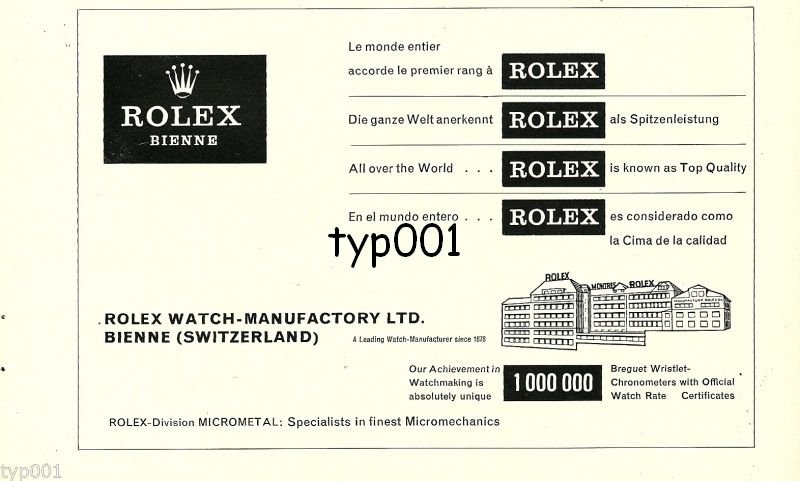 ROLEX
BIENNE
Le monde entier
accorde le premier rang à ROLEX
Die ganze Welt anerkennt ROLEX als Spitzenleistung
All over the World . . . ROLEX is known as Top Quality
En el mundo entero . . . ROLEX es considerado como
la Cima de la calidad
typ001
ROLEX MONTRES ROLEX
MANUFACTURE ROLEX S.A.
ROLEX WATCH-MANUFACTORY LTD.
BIENNE (SWITZERLAND)
A Leading Watch-Manufacturer since 1878
Our Achievement in
Watchmaking is
absolutely unique
1 000 000
Breguet Wristlet-
Chronometers with Official
Watch Rate Certificates
ROLEX-Division MICROMETAL: Specialists in finest Micromechanics
typ001